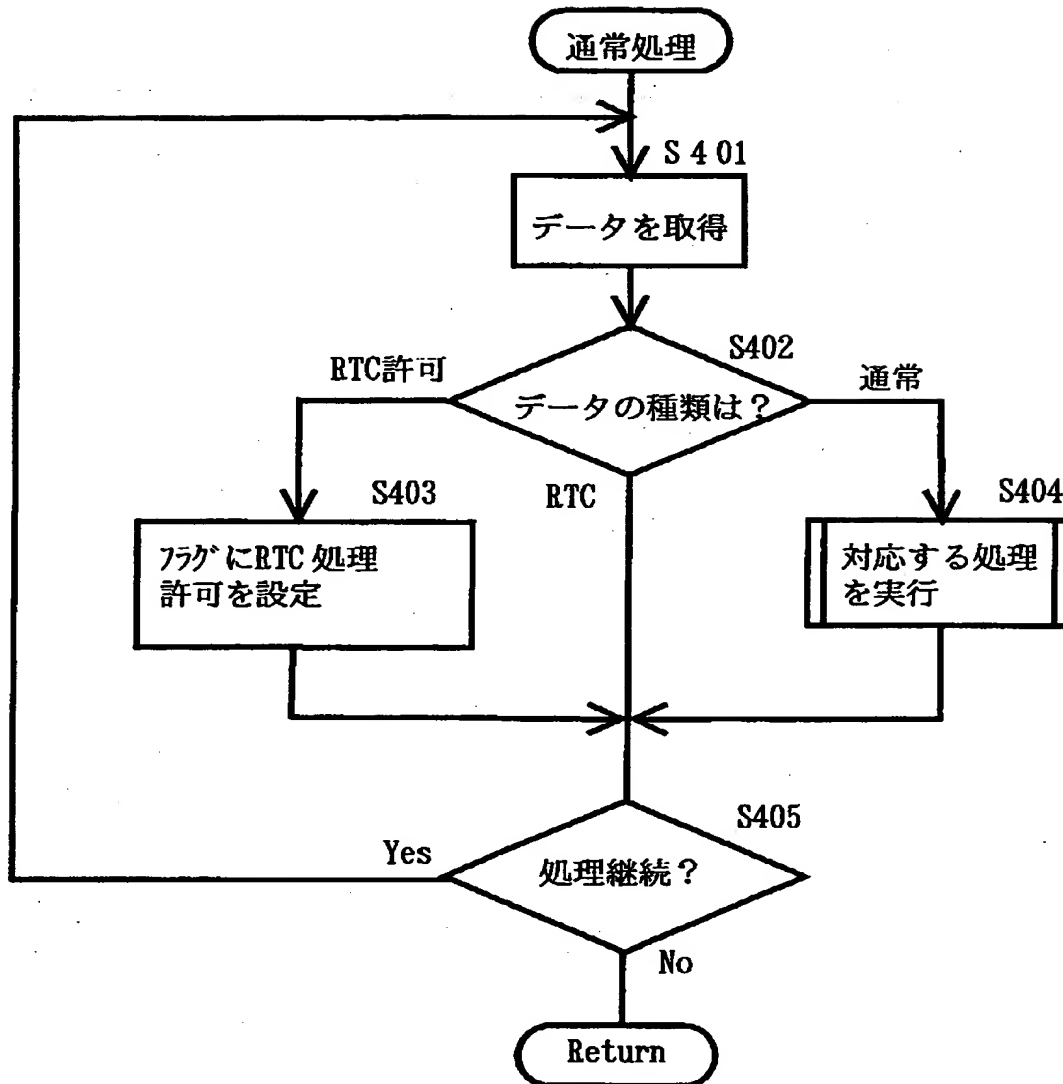 通常処理
S401
データを取得
S402
RTC許可
データの種類は?
通常
RTC
S403
ﾌﾗｸﾞにRTC処理
許可を設定
S404
対応する処理
を実行
S405
Yes
処理継続?
No
Return